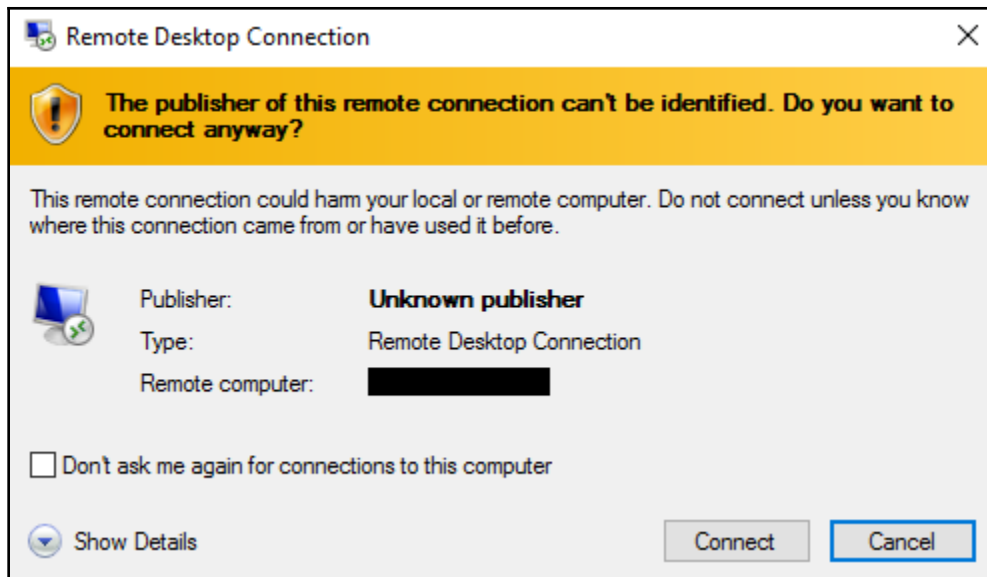 Remote Desktop Connection
The publisher of this remote connection can't be identified. Do you want to
connect anyway?
This remote connection could harm your local or remote computer. Do not connect unless you know
where this connection came from or have used it before.
Publisher: Unknown publisher
Type: Remote Desktop Connection
Remote computer:
Don't ask me again for connections to this computer
Show Details Connect Cancel